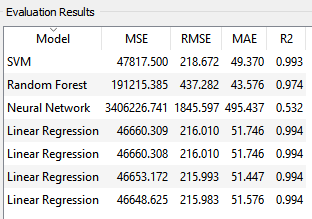 Evaluation Results
Model MSE RMSE MAE R2
SVM 47817.500 218.672 49.370 0.993
Random Forest 191215.385 437.282 43.576 0.974
Neural Network 3406226.741 1845.597 495.437 0.532
Linear Regression 46660.309 216.010 51.746 0.994
Linear Regression 46660.308 216.010 51.746 0.994
Linear Regression 46653.172 215.993 51.447 0.994
Linear Regression 46648.625 215.983 51.576 0.994